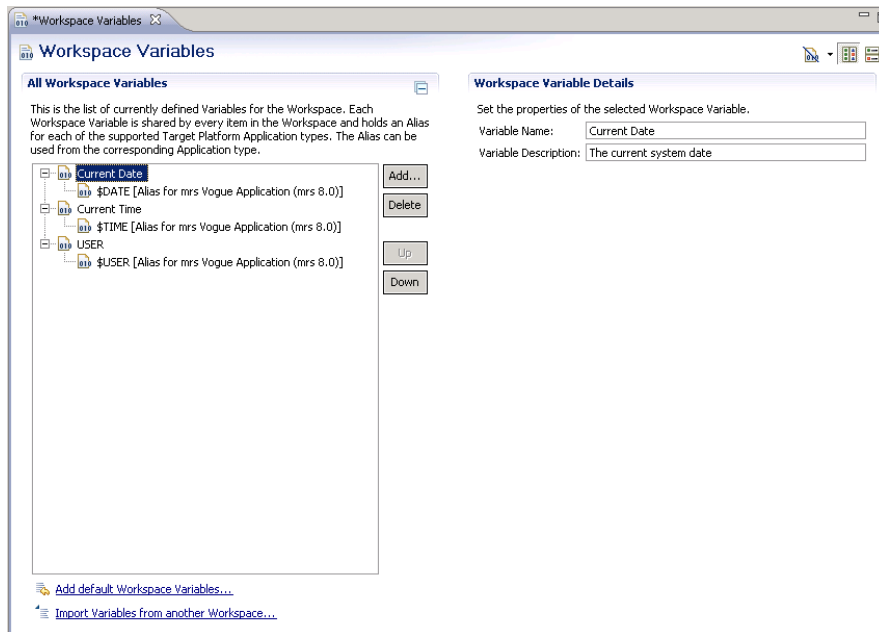 *Workspace Variables
Workspace Variables
All Workspace Variables
This is the list of currently defined Variables for the Workspace. Each
Workspace Variable is shared by every item in the Workspace and holds an Alias
for each of the supported Target Platform Application types. The Alias can be
used from the corresponding Application type.
Current Date
$DATE [Alias for mrs Vogue Application (mrs 8.0)]
Current Time
$TIME [Alias for mrs Vogue Application (mrs 8.0)]
USER
$USER [Alias for mrs Vogue Application (mrs 8.0)]
Add...
Delete
Up
Down
Add default Workspace Variables...
Import Variables from another Workspace...
Workspace Variable Details
Set the properties of the selected Workspace Variable.
Variable Name: Current Date
Variable Description: The current system date